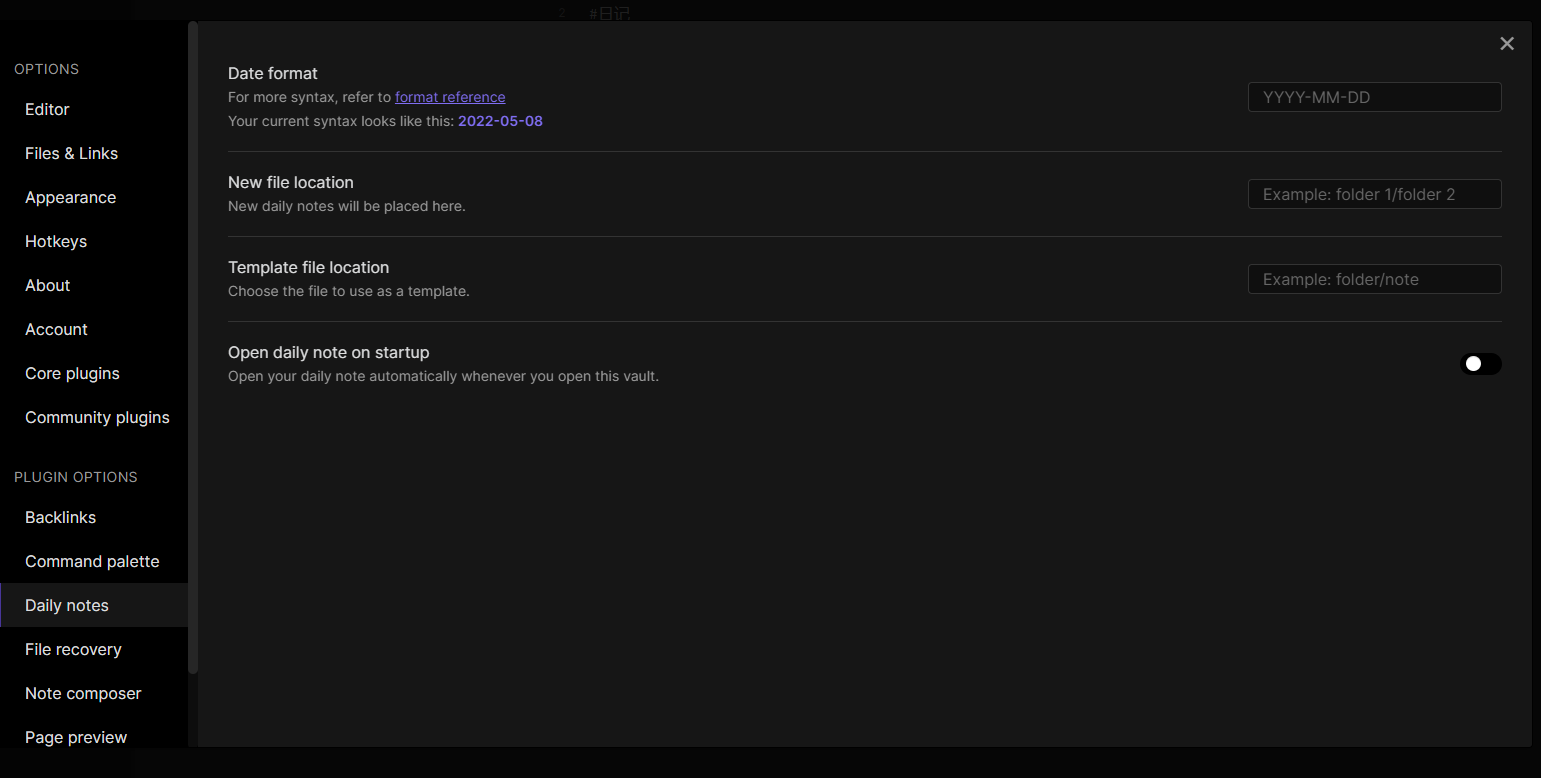 2 #日记
OPTIONS
Editor
Files & Links
Appearance
Hotkeys
About
Account
Core plugins
Community plugins
PLUGIN OPTIONS
Backlinks
Command palette
Daily notes
File recovery
Note composer
Page preview
Date format
For more syntax, refer to format reference
Your current syntax looks like this: 2022-05-08
YYYY-MM-DD
New file location
New daily notes will be placed here.
Example: folder 1/folder 2
Template file location
Choose the file to use as a template.
Example: folder/note
Open daily note on startup
Open your daily note automatically whenever you open this vault.